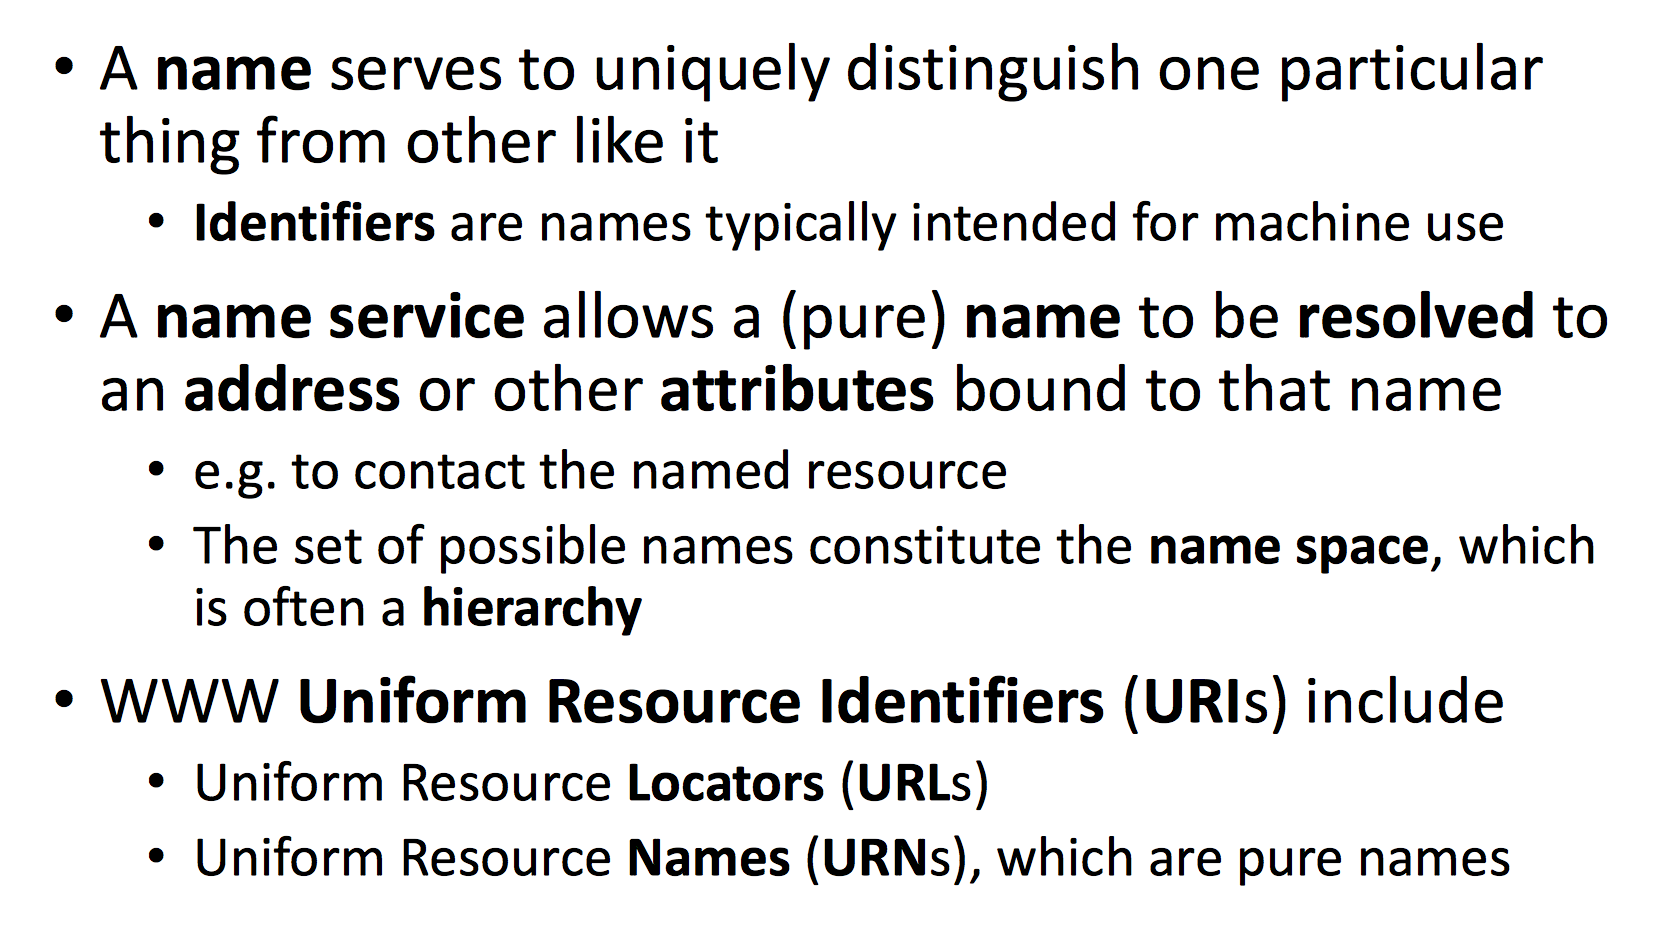 • A name serves to uniquely distinguish one particular
thing from other like it
• Identifiers are names typically intended for machine use
• A name service allows a (pure) name to be resolved to
an address or other attributes bound to that name
• e.g. to contact the named resource
• The set of possible names constitute the name space, which
is often a hierarchy
• WWW Uniform Resource Identifiers (URIs) include
• Uniform Resource Locators (URLs)
• Uniform Resource Names (URNs), which are pure names